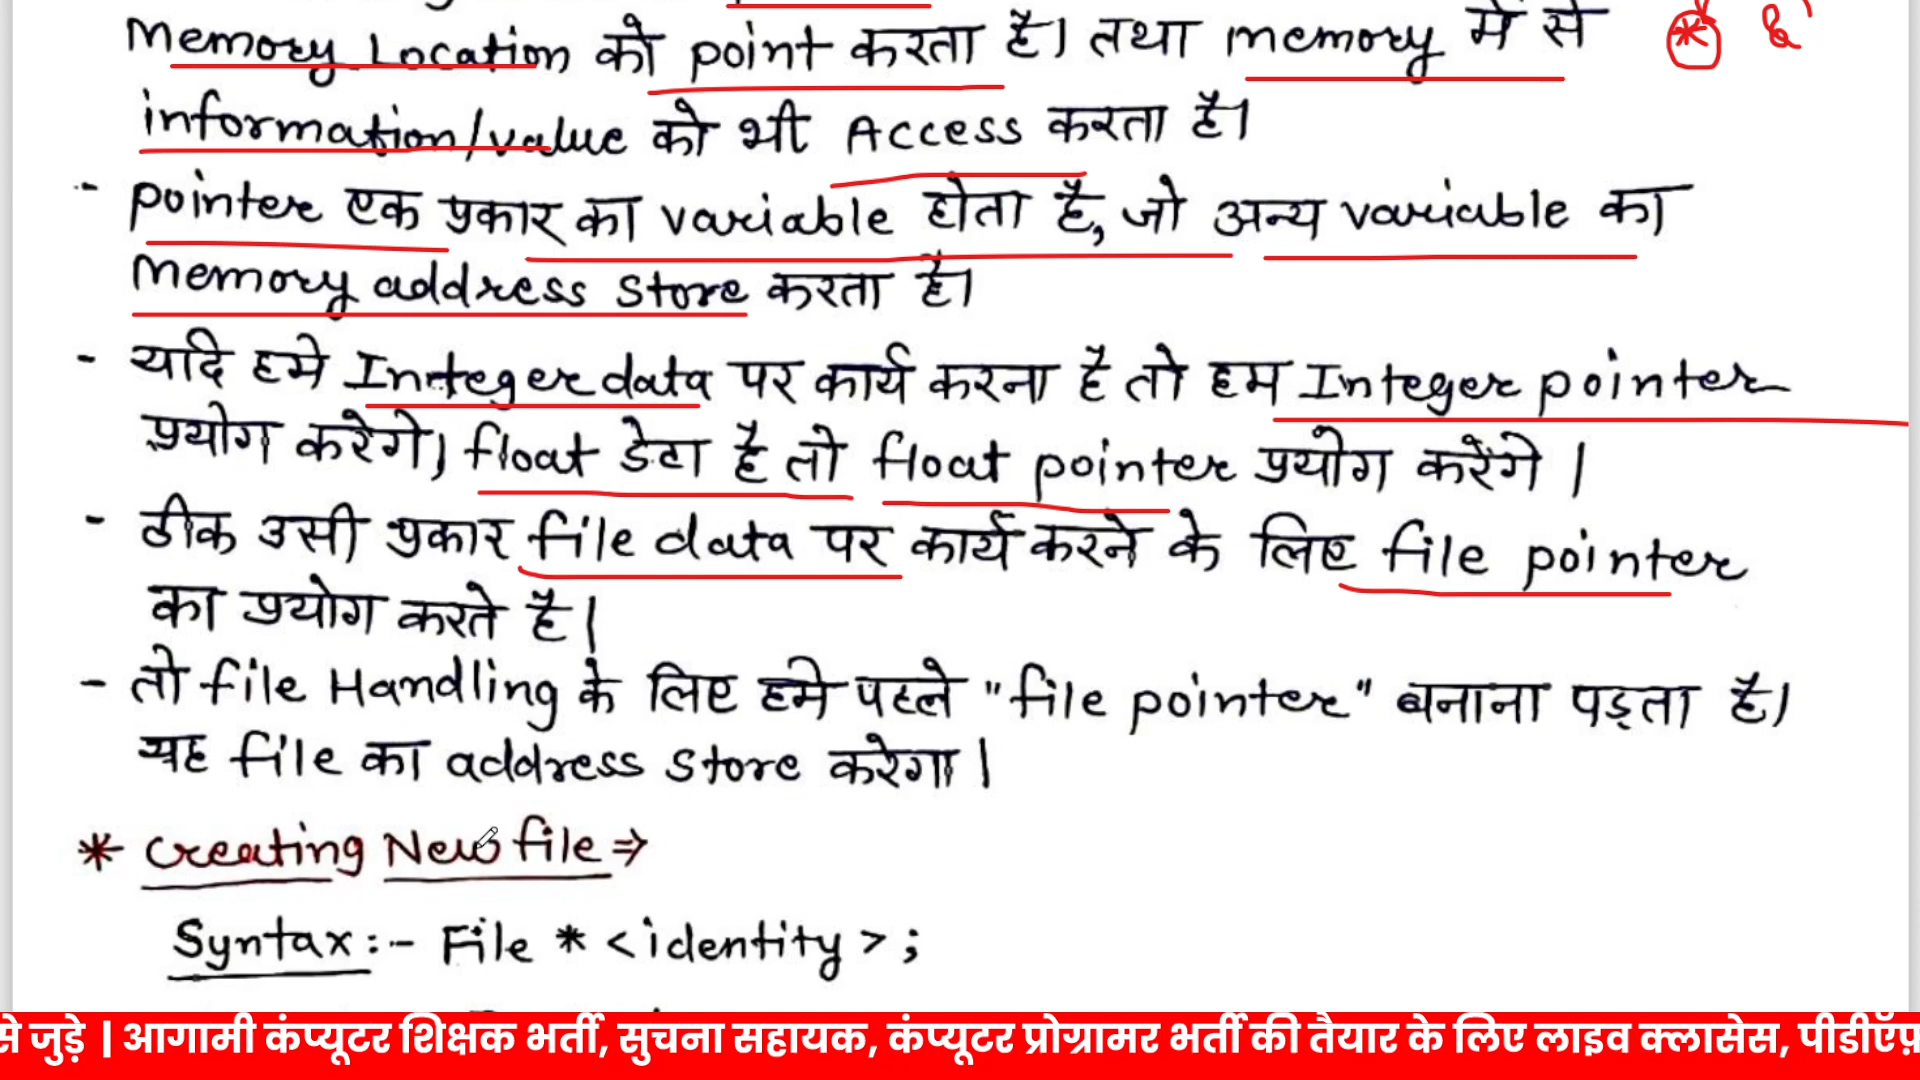 Memory Location को point करता है। तथा memory में से * &
information/value को भी Access करता है।
- pointer एक प्रकार का variable होता है, जो अन्य variable का
Memory address store करता है।
- यदि हमे Integer data पर कार्य करना है तो हम Integer pointer
प्रयोग करेगे, float डेटा है तो float pointer प्रयोग करेंगे |
- ठीक उसी प्रकार file data पर कार्य करने के लिए file pointer
का प्रयोग करते है |
- तो file Handling के लिए हमे पहले "file pointer" बनाना पड़ता है।
यह file का address store करेगा |
* creating New file ⇒
Syntax :- File * <identity> ;
से जुड़े | आगामी कंप्यूटर शिक्षक भर्ती, सुचना सहायक, कंप्यूटर प्रोग्रामर भर्ती की तैयार के लिए लाइव क्लासेस, पीडीऍफ़